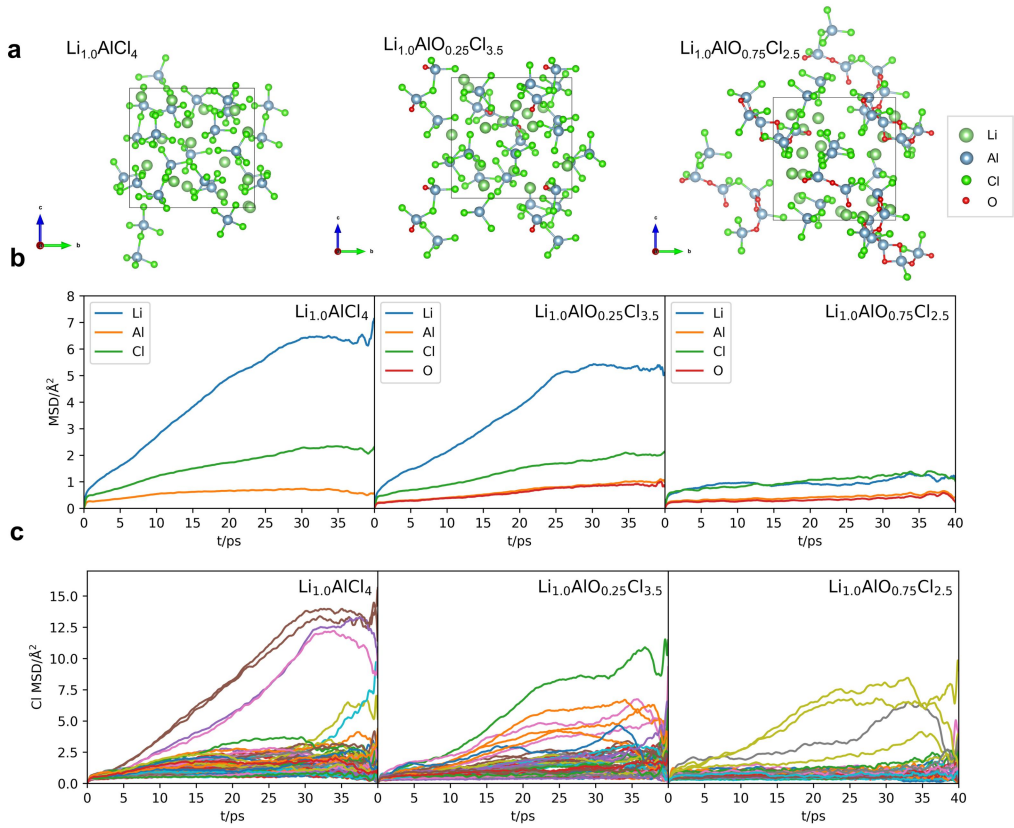 a
Li1.0AlCl4
Li1.0AlO0.25Cl3.5
Li1.0AlO0.75Cl2.5
Li
Al
Cl
O
c
b
c
b
c
b
b
MSD/Å²
8
7
6
5
4
3
2
1
0
Li
Al
Cl
Li1.0AlCl4
Li
Al
Cl
O
Li1.0AlO0.25Cl3.5
Li
Al
Cl
O
Li1.0AlO0.75Cl2.5
0 5 10 15 20 25 30 35 0 5 10 15 20 25 30 35 0 5 10 15 20 25 30 35 40
t/ps t/ps t/ps
c
Cl MSD/Å²
15.0
12.5
10.0
7.5
5.0
2.5
0.0
Li1.0AlCl4
Li1.0AlO0.25Cl3.5
Li1.0AlO0.75Cl2.5
0 5 10 15 20 25 30 35 0 5 10 15 20 25 30 35 0 5 10 15 20 25 30 35 40
t/ps t/ps t/ps